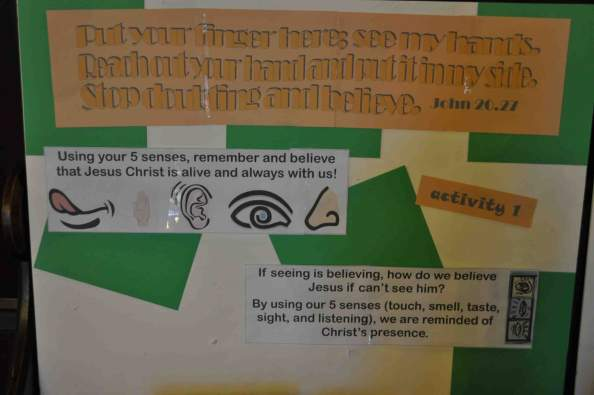 Put your finger here; see my hands.
Reach out your hand and put it in my side.
Stop doubting and believe. John 20.27
Using your 5 senses, remember and believe
that Jesus Christ is alive and always with us!
activity 1
If seeing is believing, how do we believe
Jesus if can't see him?
By using our 5 senses (touch, smell, taste,
sight, and listening), we are reminded of
Christ's presence.